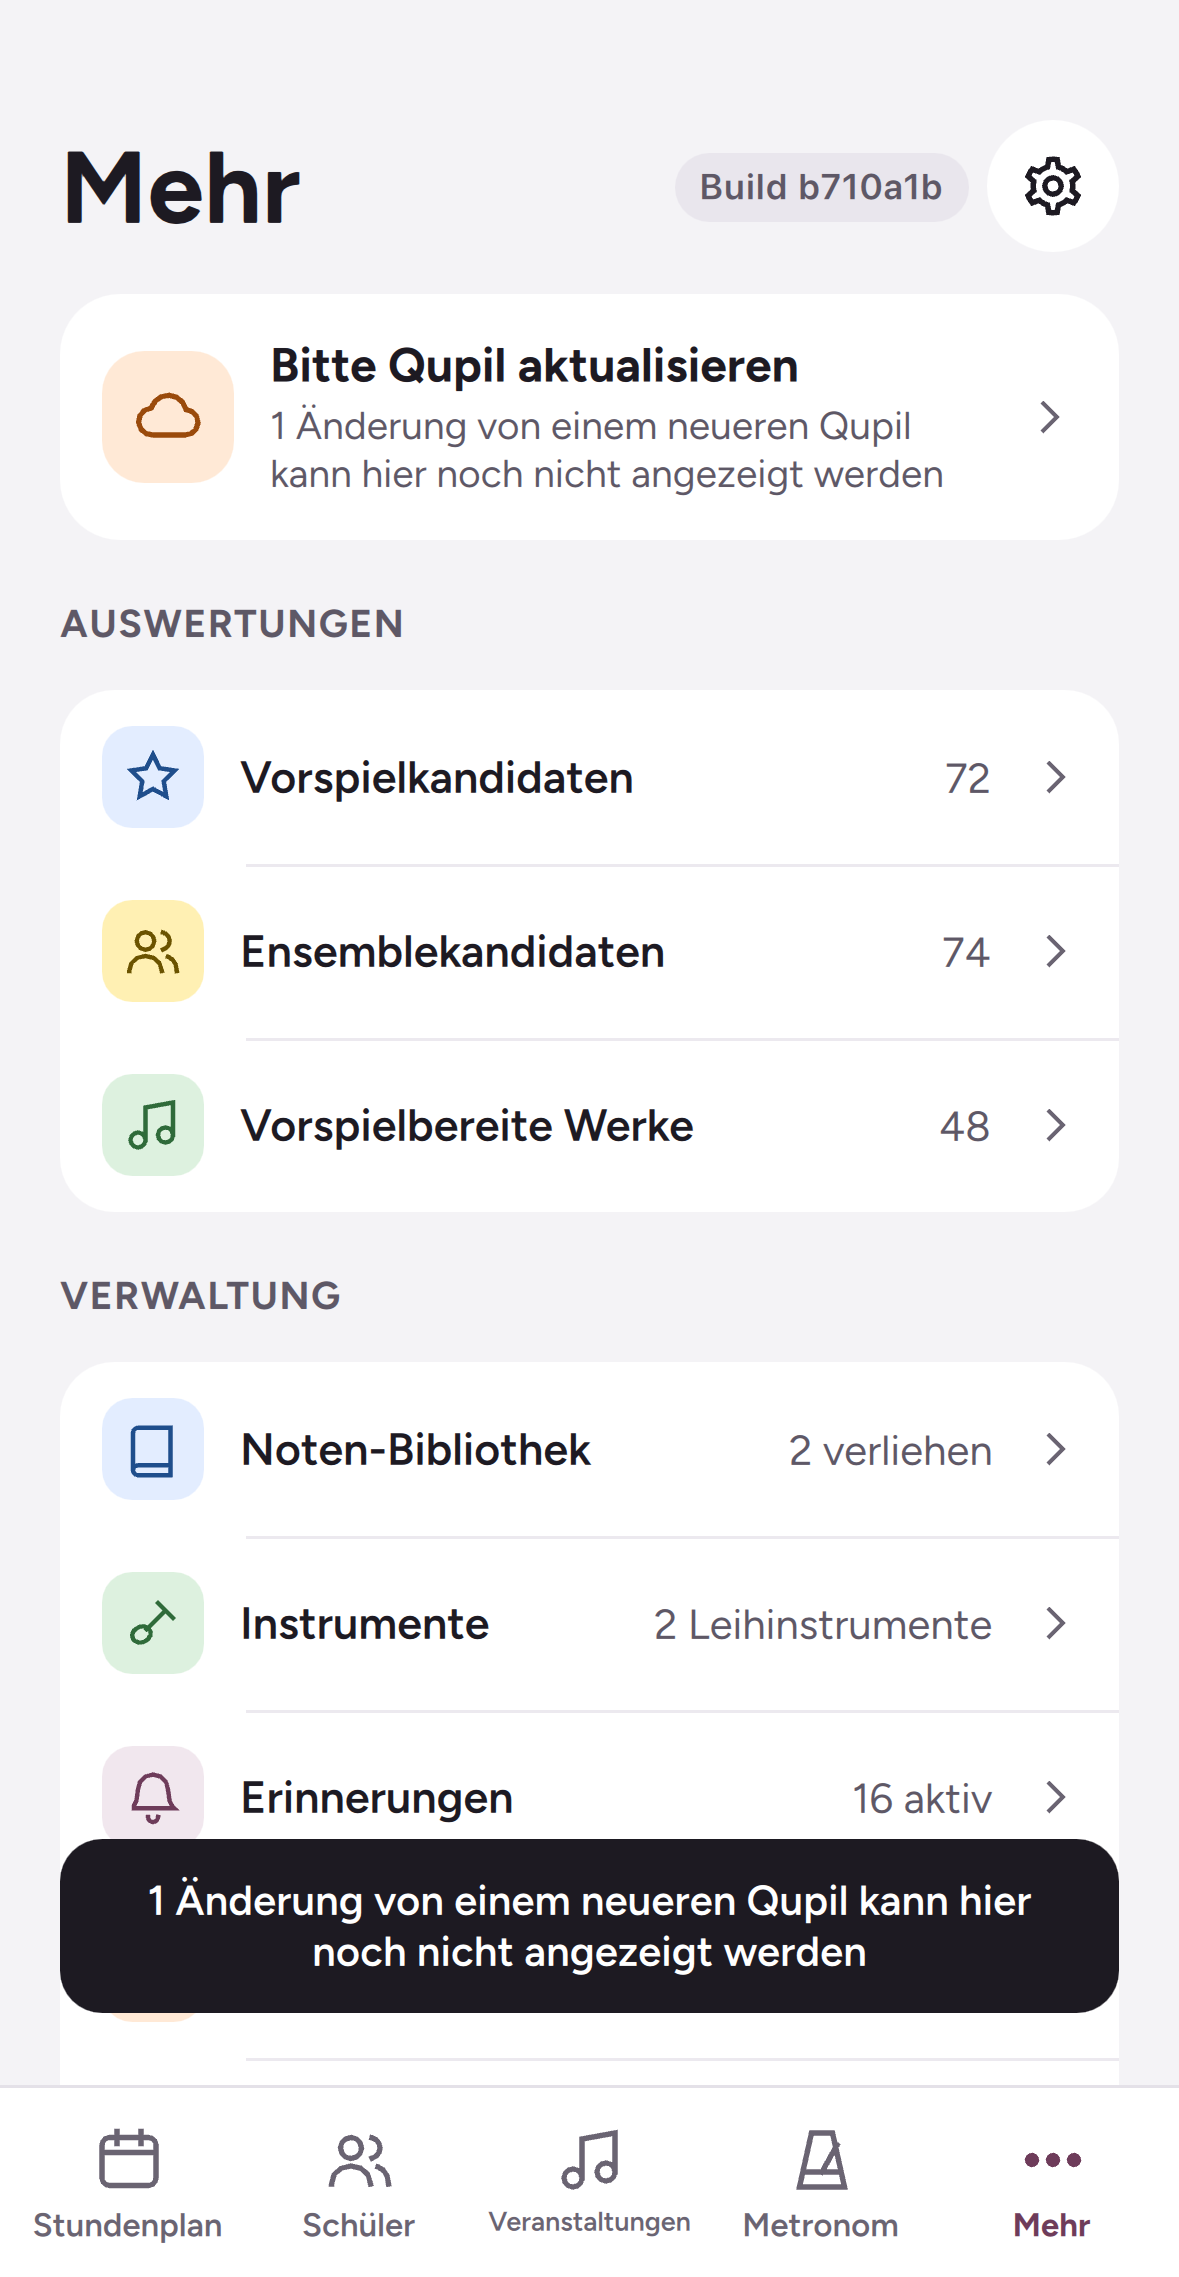 Mehr
Build b710a1b
Bitte Qupil aktualisieren
1 Änderung von einem neueren Qupil
kann hier noch nicht angezeigt werden
AUSWERTUNGEN
Vorspielkandidaten 72
Ensemblekandidaten 74
Vorspielbereite Werke 48
VERWALTUNG
Noten-Bibliothek 2 verliehen
Instrumente 2 Leihinstrumente
Erinnerungen 16 aktiv
1 Änderung von einem neueren Qupil kann hier
noch nicht angezeigt werden
Stundenplan Schüler Veranstaltungen Metronom Mehr